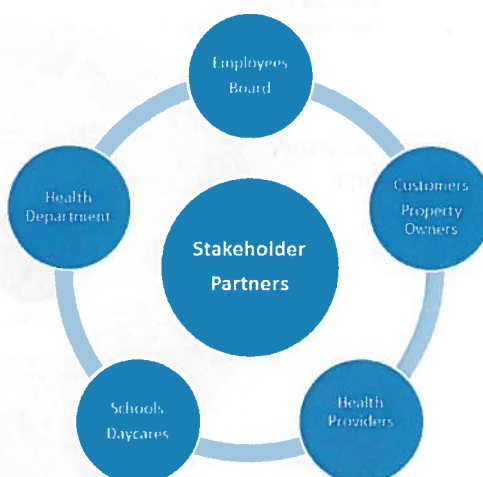 Employees
Board
Customers
Property
Owners
Health
Providers
Schools
Daycares
Health
Department
Stakeholder
Partners